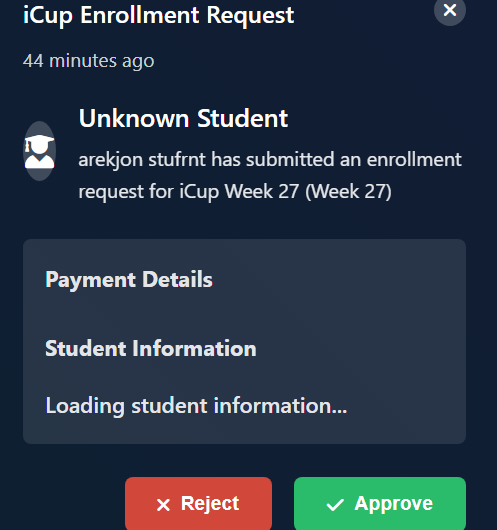 iCup Enrollment Request
44 minutes ago
Unknown Student
arekjon stufrnt has submitted an enrollment
request for iCup Week 27 (Week 27)
Payment Details
Student Information
Loading student information...
Reject
Approve